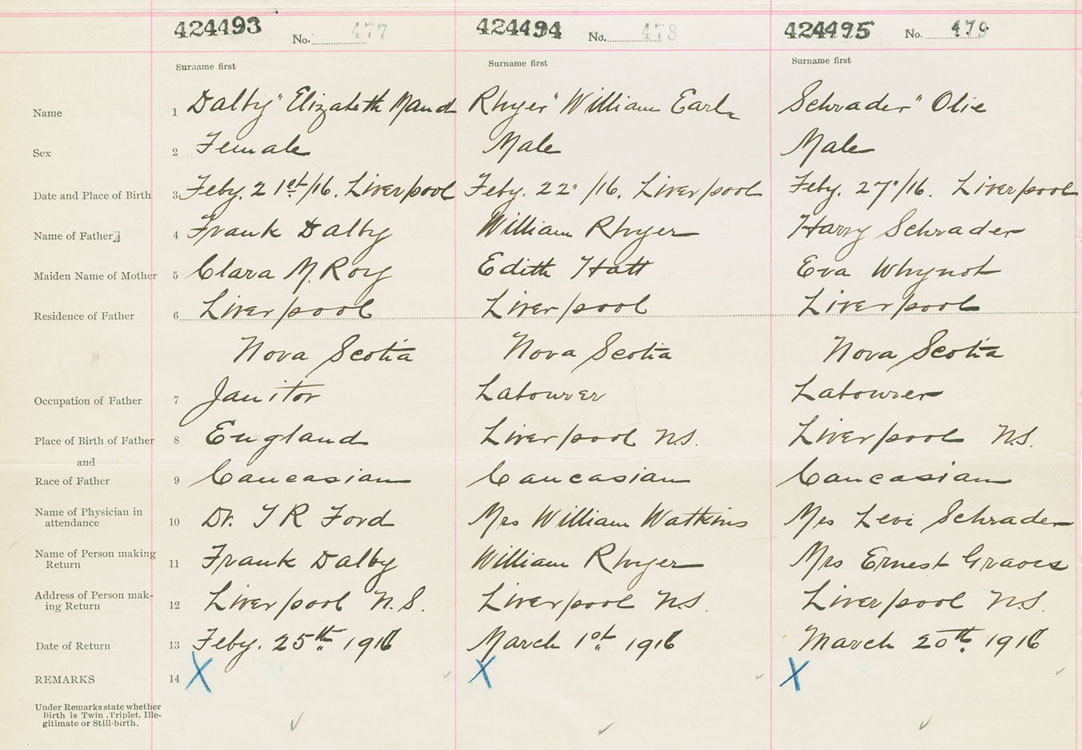 424493 No. 477 424494 No. 478 424495 No. 479
Surname first Surname first Surname first
Name 1 Dalby" Elizabeth Maud Rhyer" William Earl Schrader" Olie
Sex 2 Female Male Male
Date and Place of Birth 3 Feby. 21st/16. Liverpool Feby. 22"/16. Liverpool Feby. 27"/16. Liverpool
Name of Father 4 Frank Dalby William Rhyer Harry Schrader
Maiden Name of Mother 5 Clara M. Roy Edith Hatt Eva Whynot
Residence of Father 6 Liverpool Liverpool Liverpool
Nova Scotia Nova Scotia Nova Scotia
Occupation of Father 7 Janitor Labourer Labourer
Place of Birth of Father 8 England Liverpool N.S. Liverpool N.S.
and
Race of Father 9 Caucasian Caucasian Caucasian
Name of Physician in
attendance 10 Dr. J R Ford Mrs William Watkins Mrs Levi Schrader
Name of Person making
Return 11 Frank Dalby William Rhyer Mrs Ernest Graves
Address of Person mak-
ing Return 12 Liverpool N.S. Liverpool N.S. Liverpool N.S.
Date of Return 13 Feby. 25th 1916 March 1st 1916 March 20th 1916
REMARKS 14 X X X
Under Remarks state whether
Birth is Twin, Triplet, Ille-
gitimate or Still-birth.